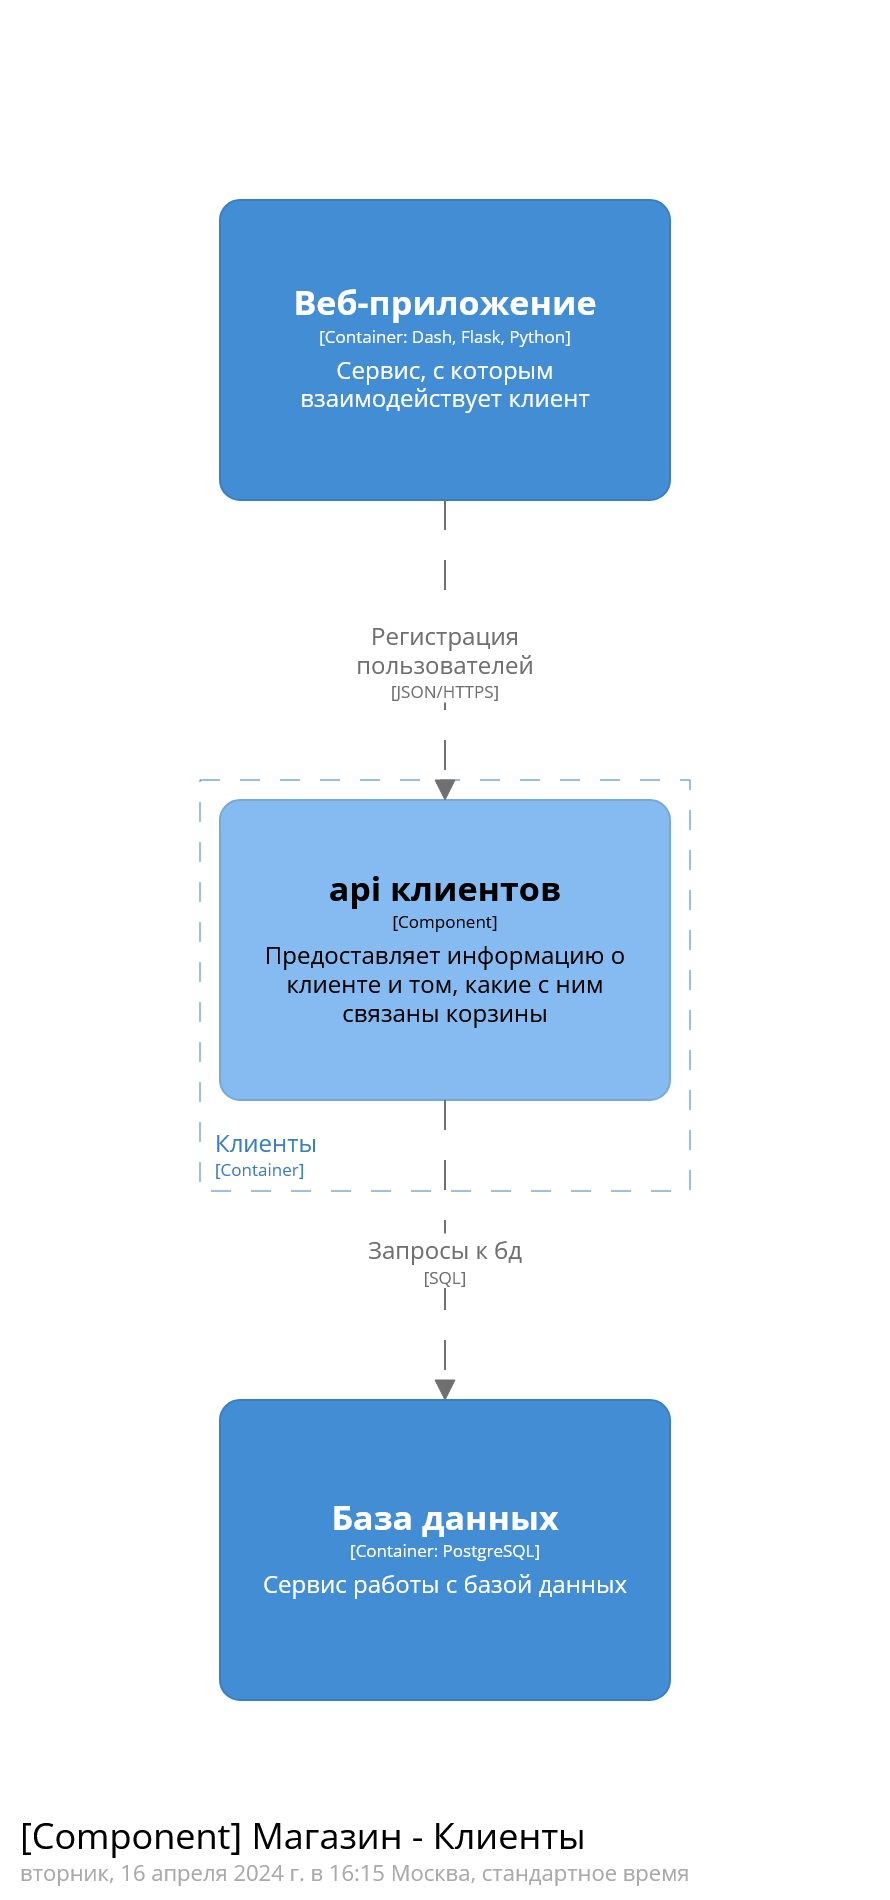 Веб-приложение
[Container: Dash, Flask, Python]
Сервис, с которым
взаимодействует клиент
Регистрация
пользователей
[JSON/HTTPS]
api клиентов
[Component]
Предоставляет информацию о
клиенте и том, какие с ним
связаны корзины
Клиенты
[Container]
Запросы к бд
[SQL]
База данных
[Container: PostgreSQL]
Сервис работы с базой данных
[Component] Магазин - Клиенты
вторник, 16 апреля 2024 г. в 16:15 Москва, стандартное время